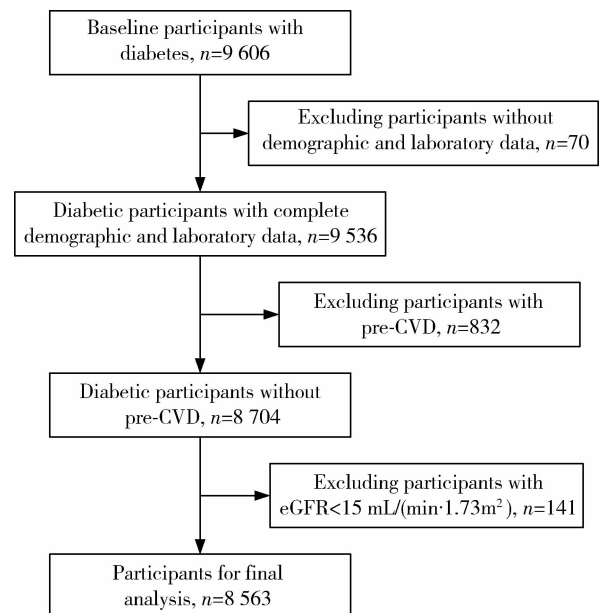 Baseline participants with
diabetes, n=9 606
Excluding participants without
demographic and laboratory data, n=70
Diabetic participants with complete
demographic and laboratory data, n=9 536
Excluding participants with
pre-CVD, n=832
Diabetic participants without
pre-CVD, n=8 704
Excluding participants with
eGFR<15 mL/(min·1.73m²), n=141
Participants for final
analysis, n=8 563